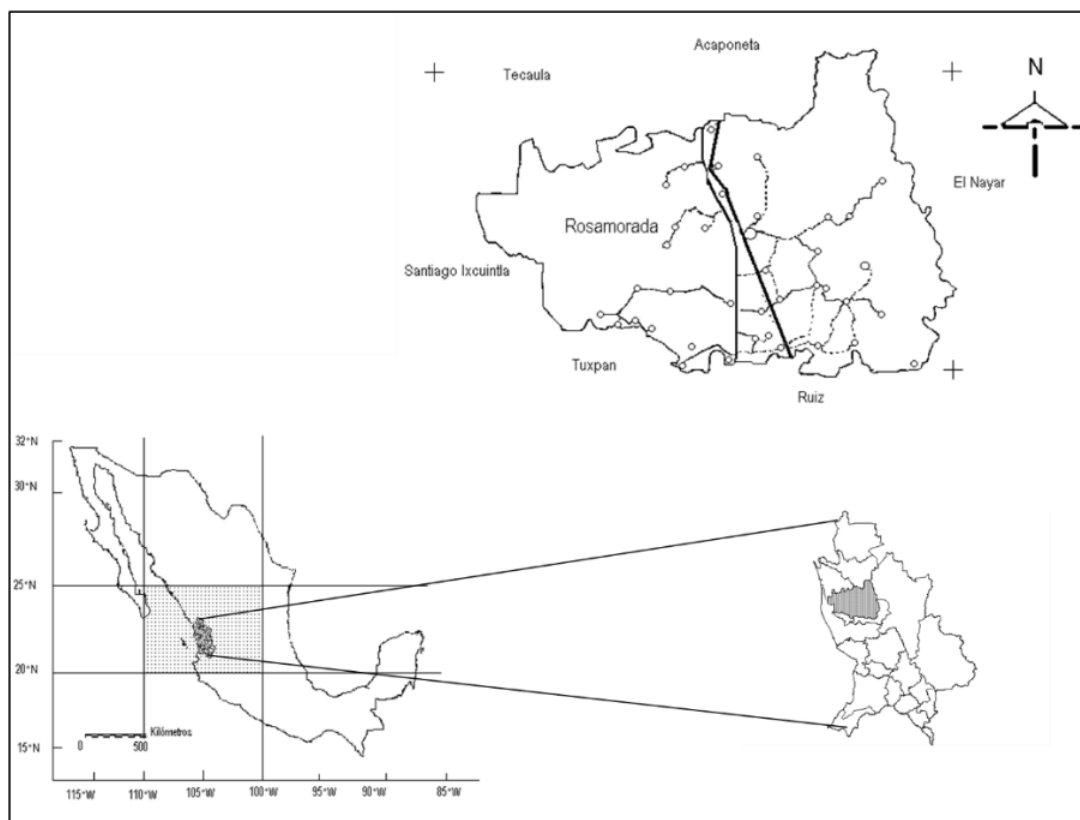 Acaponeta
Tecaula
N
El Nayar
Rosamorada
Santiago Ixcuintla
Tuxpan
Ruiz
32°N
30°N
25°N
20°N
15°N
Kilómetros
0 500
115°W 110°W 105°W 100°W 95°W 90°W 85°W